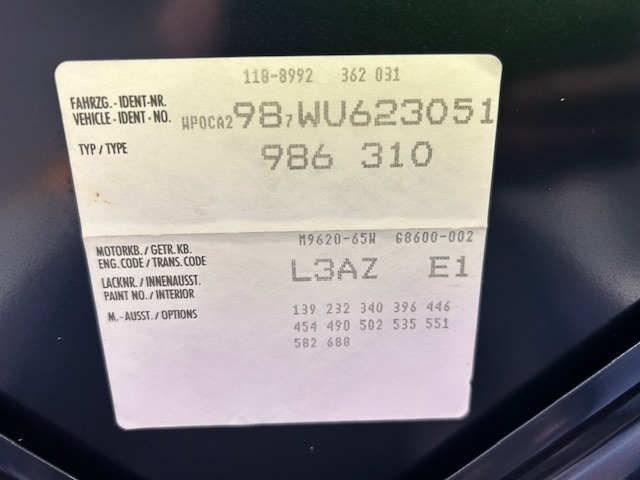 118-8992 362 031
FAHRZG. - IDENT-NR.
VEHICLE - IDENT - NO. WP0CA2987WU623051
TYP / TYPE 986 310
MOTORKB. / GETR.KB. M9620-65W G8600-002
ENG. CODE / TRANS. CODE
LACKNR. / INNENAUSST. L3AZ E1
PAINT NO. / INTERIOR
M. - AUSST. / OPTIONS 139 232 340 396 446
454 490 502 535 551
582 688